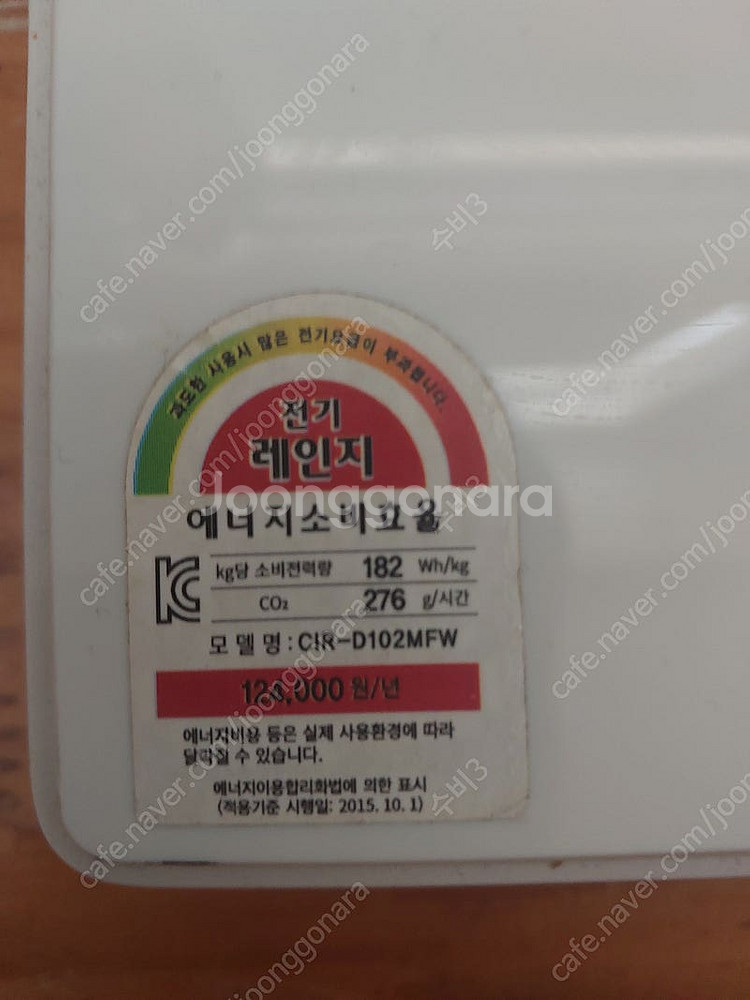 과도한 사용시 많은 전기요금이 부과됩니다.
전기
레인지
Joonggonara
에너지소비효율
KC
kg당 소비전력량 182 Wh/kg
CO₂ 276 g/시간
모델명 : CIR-D102MFW
원/년
에너지비용 등은 실제 사용환경에 따라
달라질 수 있습니다.
에너지이용합리화법에 의한 표시
(적용기준 시행일: 2015. 10. 1)
cafe.naver.com/joonggonara
수비3